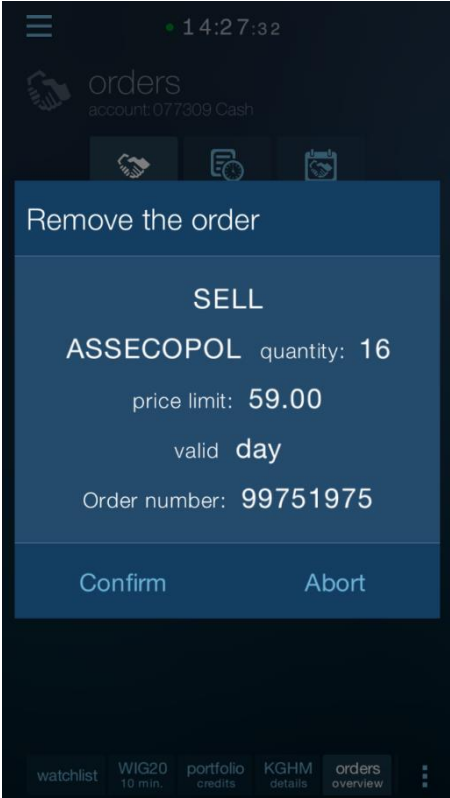 14:27:32
orders
account: 077309 Cash
Remove the order
SELL
ASSECOPOL quantity: 16
price limit: 59.00
valid day
Order number: 99751975
Confirm Abort
watchlist WIG20 portfolio KGHM orders
10 min. credits details overview